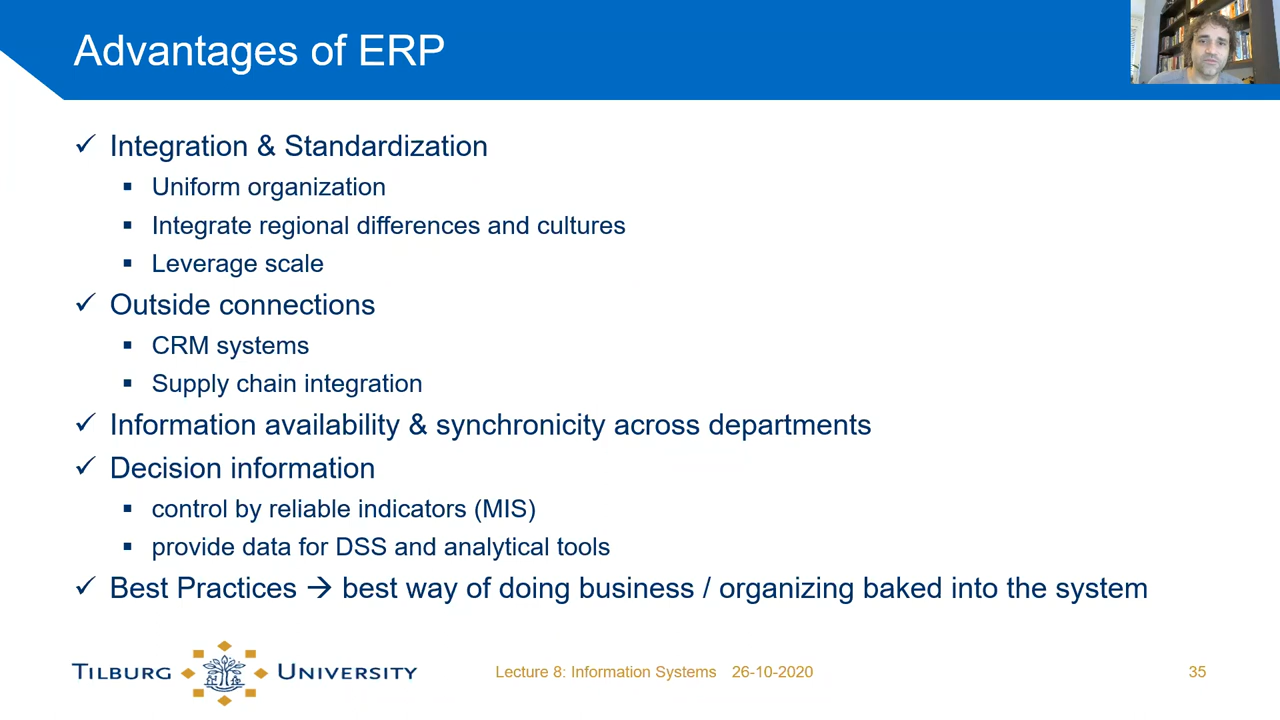 Advantages of ERP
✓ Integration & Standardization
▪ Uniform organization
▪ Integrate regional differences and cultures
▪ Leverage scale
✓ Outside connections
▪ CRM systems
▪ Supply chain integration
✓ Information availability & synchronicity across departments
✓ Decision information
▪ control by reliable indicators (MIS)
▪ provide data for DSS and analytical tools
✓ Best Practices → best way of doing business / organizing baked into the system
TILBURG UNIVERSITY
Lecture 8: Information Systems 26-10-2020
35